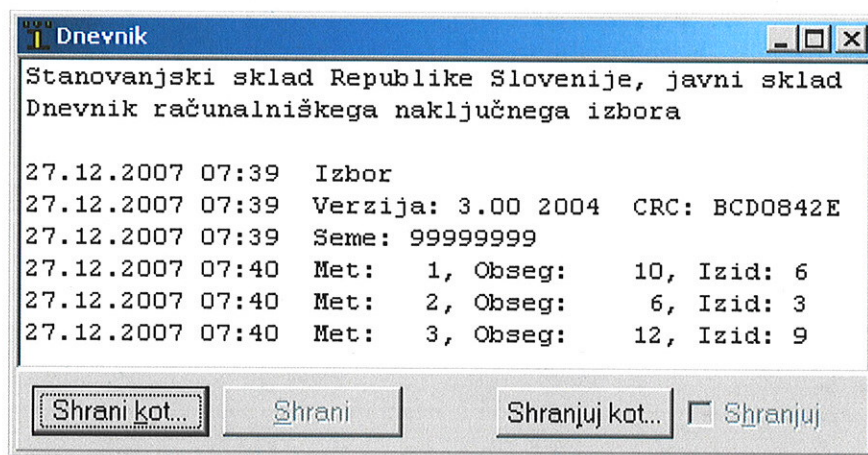 Dnevnik
Stanovanjski sklad Republike Slovenije, javni sklad
Dnevnik računalniškega naključnega izbora
27.12.2007 07:39 Izbor
27.12.2007 07:39 Verzija: 3.00 2004 CRC: BCD0842E
27.12.2007 07:39 Seme: 99999999
27.12.2007 07:40 Met: 1, Obseg: 10, Izid: 6
27.12.2007 07:40 Met: 2, Obseg: 6, Izid: 3
27.12.2007 07:40 Met: 3, Obseg: 12, Izid: 9
Shrani kot... Shrani Shranjuj kot... Shranjuj